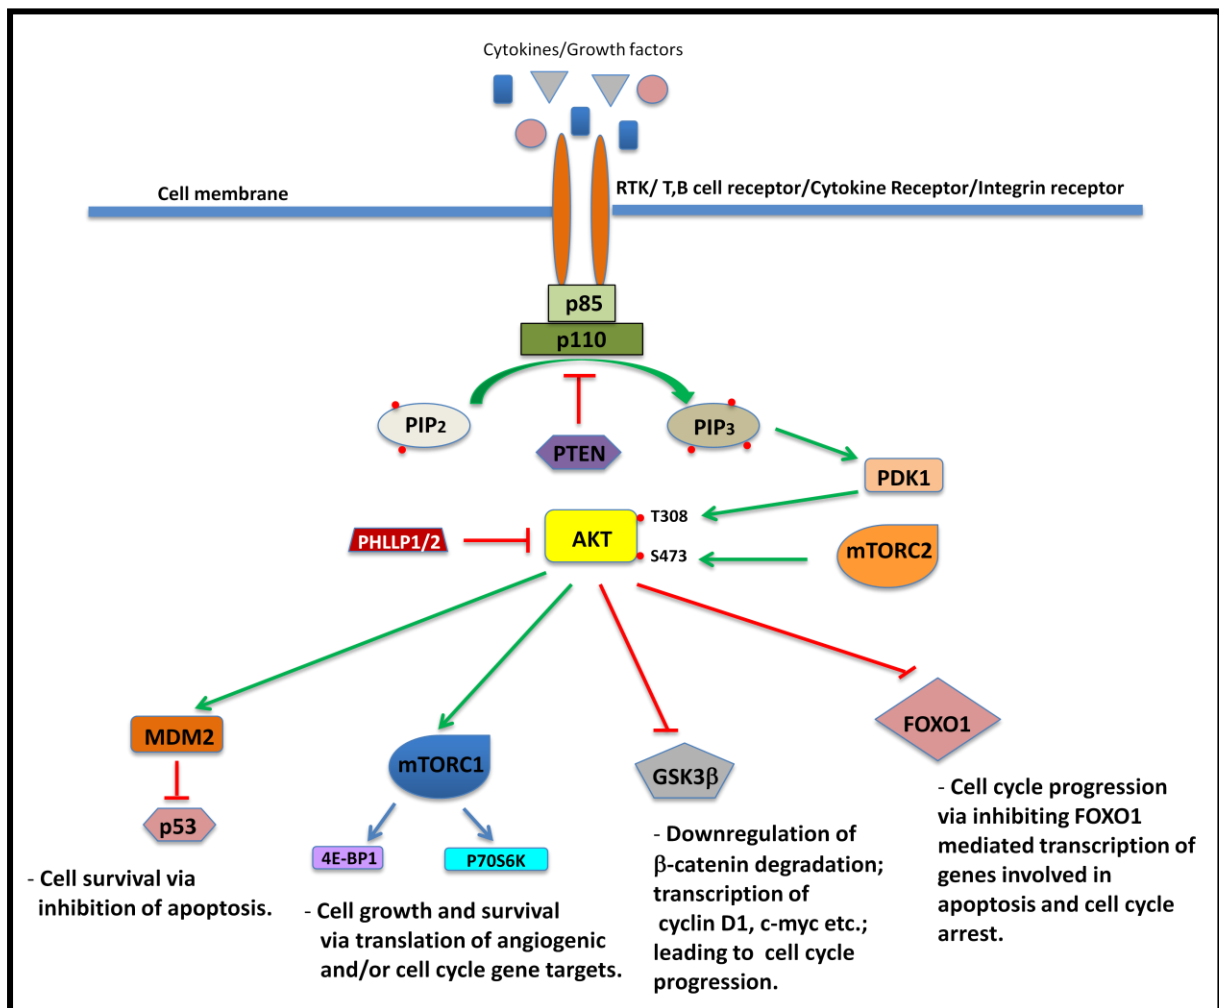 Cytokines/Growth factors
Cell membrane
RTK/ T,B cell receptor/Cytokine Receptor/Integrin receptor
p85
p110
PIP2
PIP3
PTEN
PDK1
T308
PHLLP1/2
AKT
mTORC2
S473
FOXO1
MDM2
mTORC1
GSK3β
p53
4E-BP1
P70S6K
- Cell survival via
inhibition of apoptosis.
- Cell growth and survival
via translation of angiogenic
and/or cell cycle gene targets.
- Downregulation of
β-catenin degradation;
transcription of
cyclin D1, c-myc etc.;
leading to cell cycle
progression.
- Cell cycle progression
via inhibiting FOXO1
mediated transcription of
genes involved in
apoptosis and cell cycle
arrest.